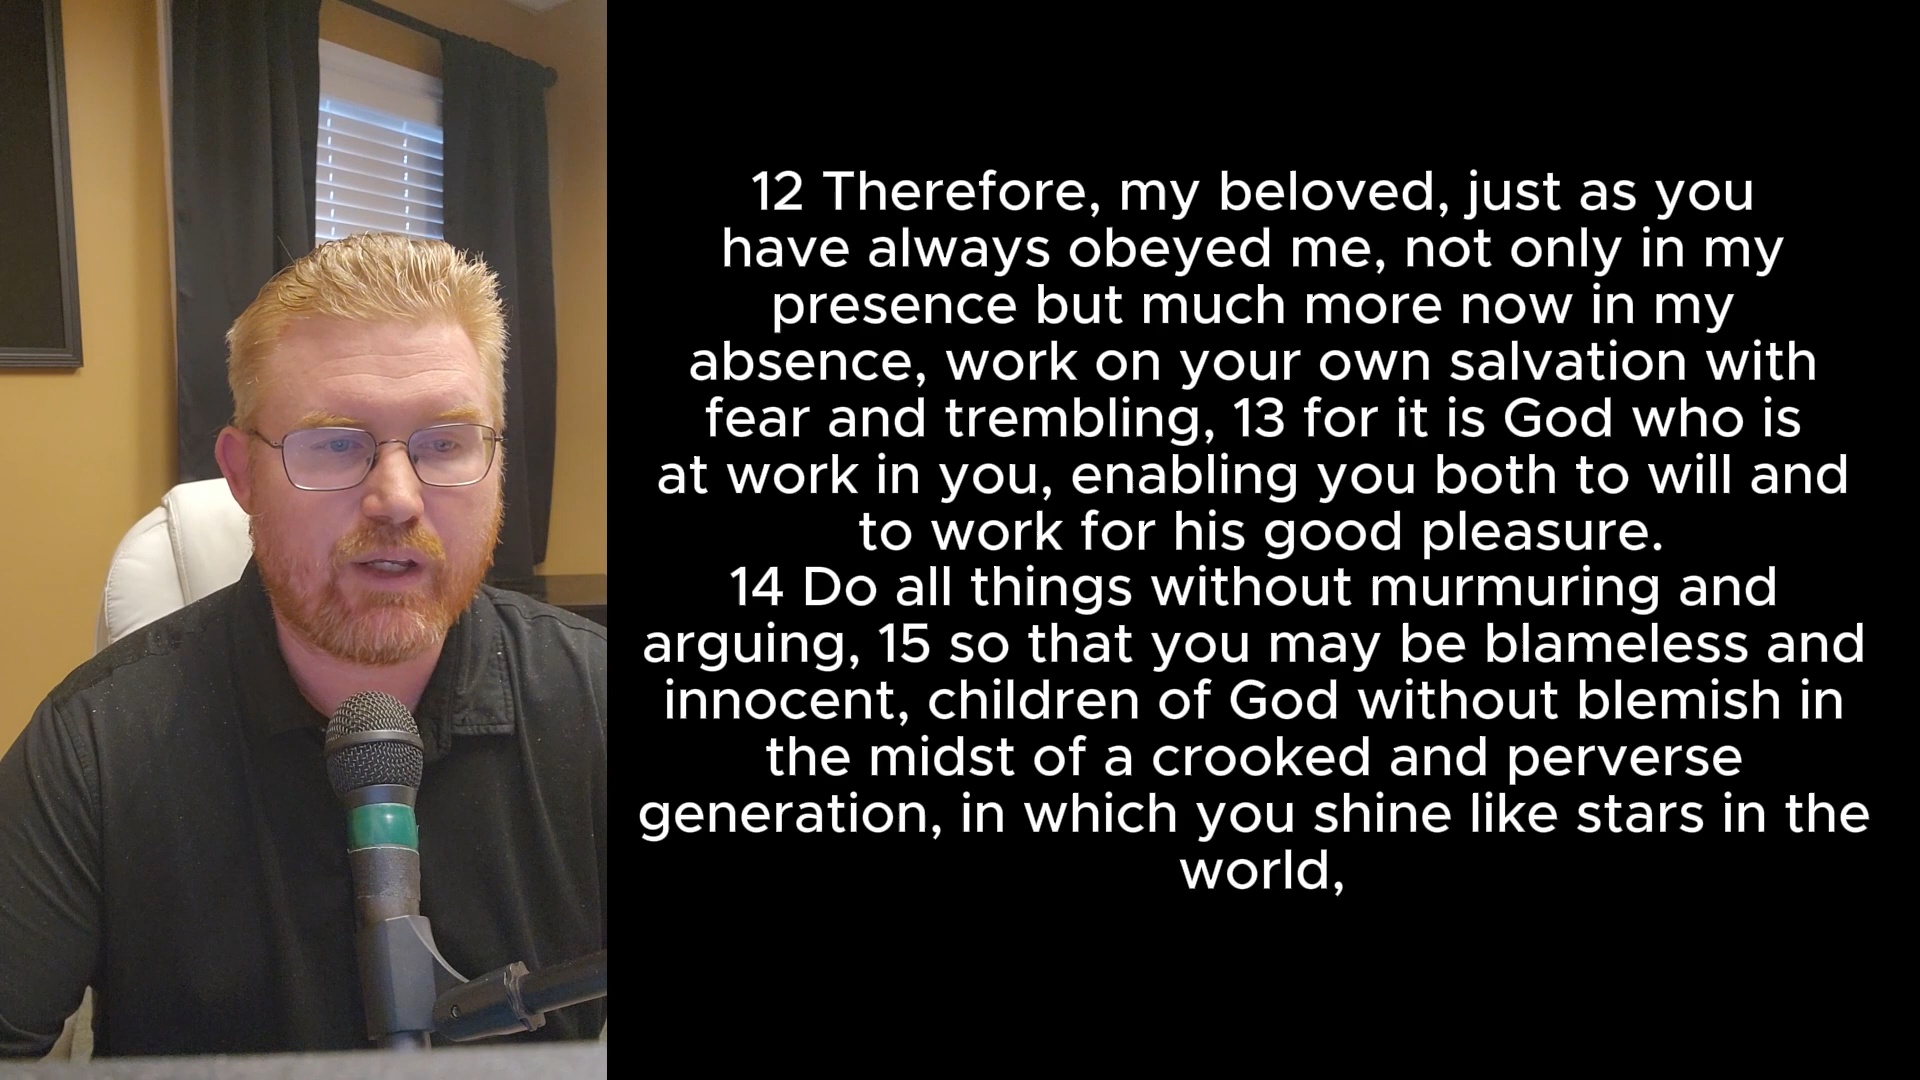 12 Therefore, my beloved, just as you
have always obeyed me, not only in my
presence but much more now in my
absence, work on your own salvation with
fear and trembling, 13 for it is God who is
at work in you, enabling you both to will and
to work for his good pleasure.
14 Do all things without murmuring and
arguing, 15 so that you may be blameless and
innocent, children of God without blemish in
the midst of a crooked and perverse
generation, in which you shine like stars in the
world,